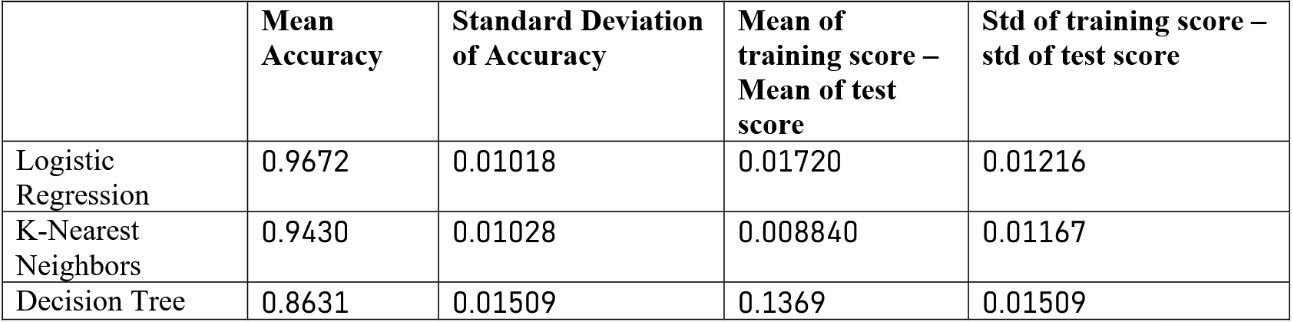 Mean Accuracy
Standard Deviation of Accuracy
Mean of training score – Mean of test score
Std of training score – std of test score
Logistic Regression
0.9672
0.01018
0.01720
0.01216
K-Nearest Neighbors
0.9430
0.01028
0.008840
0.01167
Decision Tree
0.8631
0.01509
0.1369
0.01509